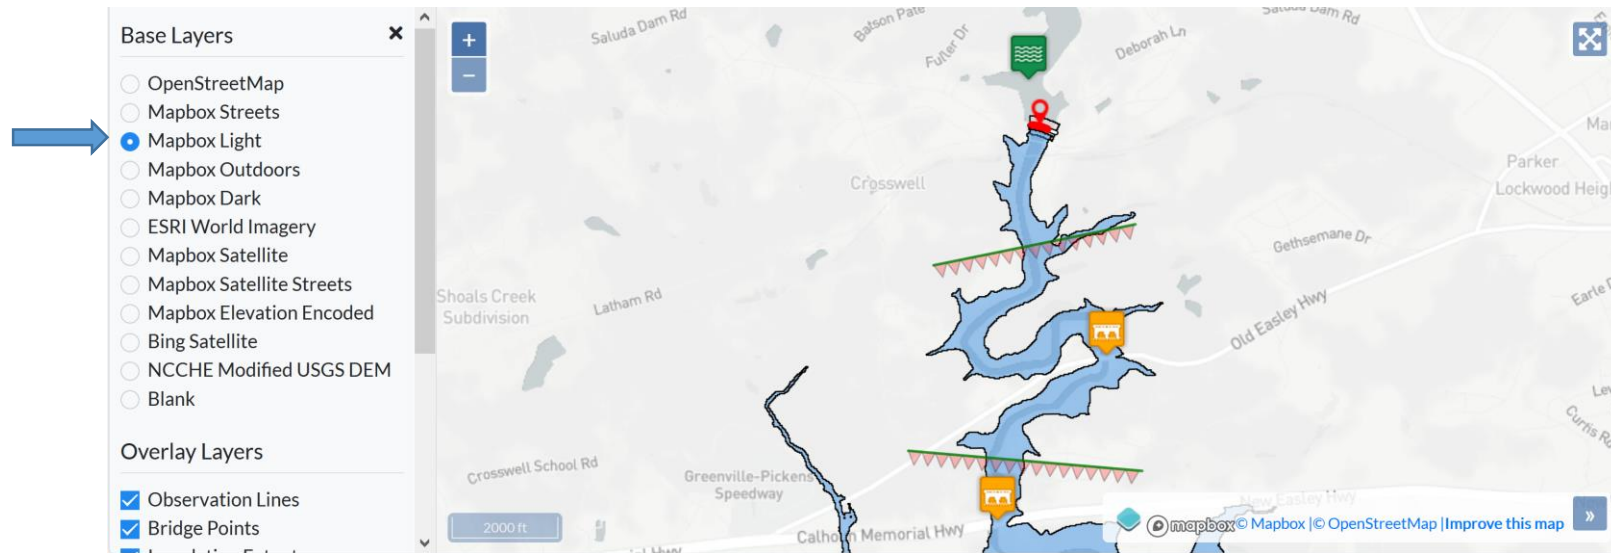 Base Layers
OpenStreetMap
Mapbox Streets
Mapbox Light
Mapbox Outdoors
Mapbox Dark
ESRI World Imagery
Mapbox Satellite
Mapbox Satellite Streets
Mapbox Elevation Encoded
Bing Satellite
NCCHE Modified USGS DEM
Blank
Overlay Layers
Observation Lines
Bridge Points
+
−
Saluda Dam Rd
Batson
Fuller Dr
Deborah Ln
Saluda Dam Rd
Crosswell
Parker
Lockwood
Gethsemane Dr
Shoals Creek
Subdivision
Latham Rd
Old Easley Hwy
Earle
Curtis
Crosswell School Rd
Greenville-Pickens
Speedway
New Easley Hwy
Calhoun Memorial Hwy
2000 ft
mapbox © Mapbox |© OpenStreetMap |Improve this map
»